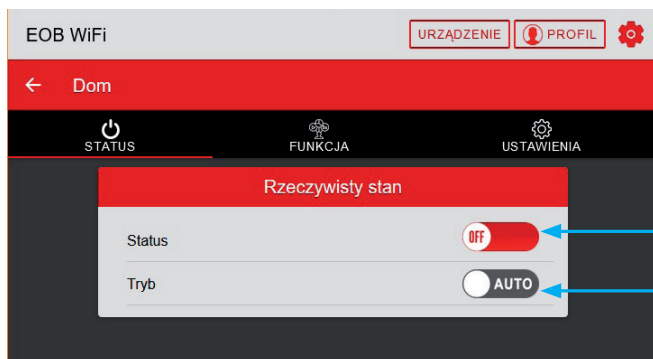 EOB WiFi URZĄDZENIE PROFIL
Dom
STATUS FUNKCJA USTAWIENIA
Rzeczywisty stan
Status OFF
Tryb AUTO